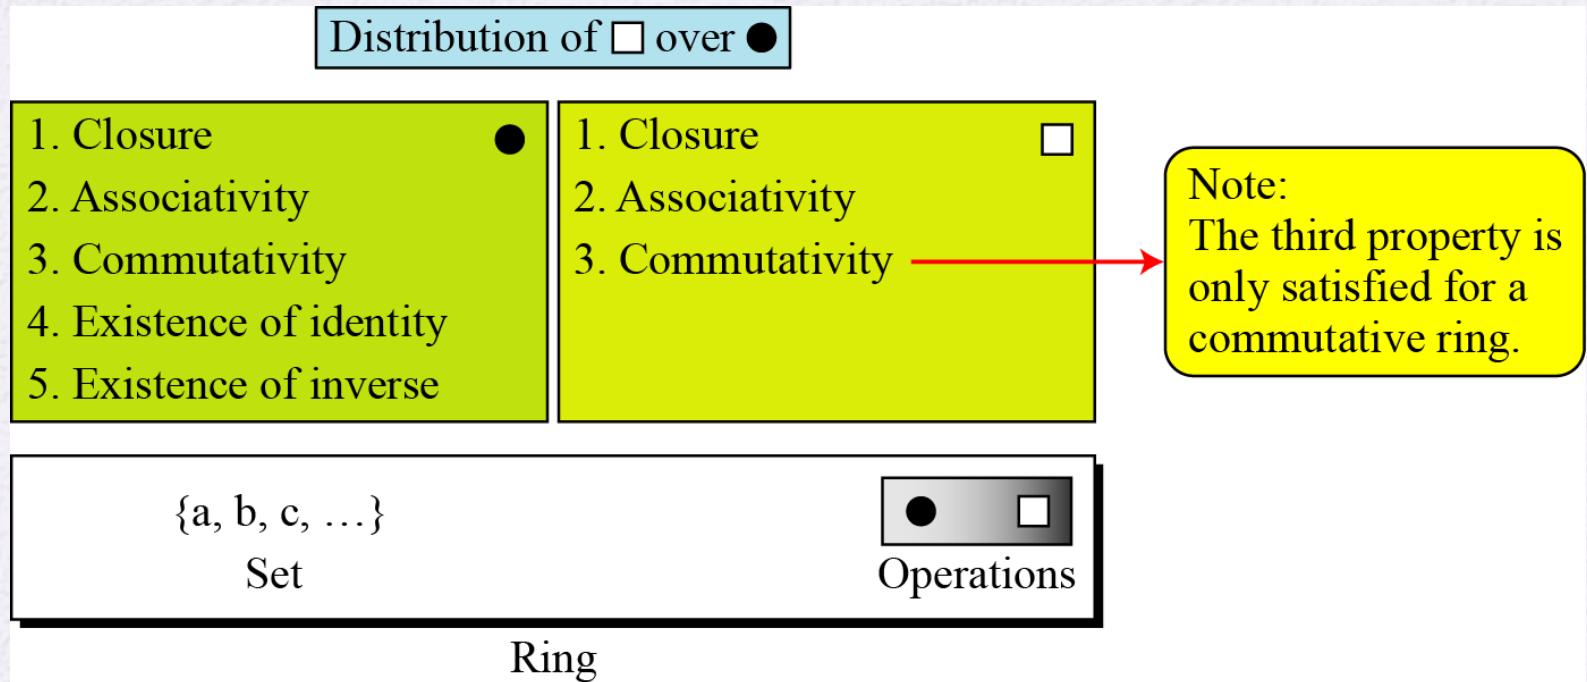 Distribution of □ over ●
1. Closure ●
2. Associativity
3. Commutativity
4. Existence of identity
5. Existence of inverse
1. Closure □
2. Associativity
3. Commutativity
Note:
The third property is
only satisfied for a
commutative ring.
{a, b, c, …}
Set
● □
Operations
Ring